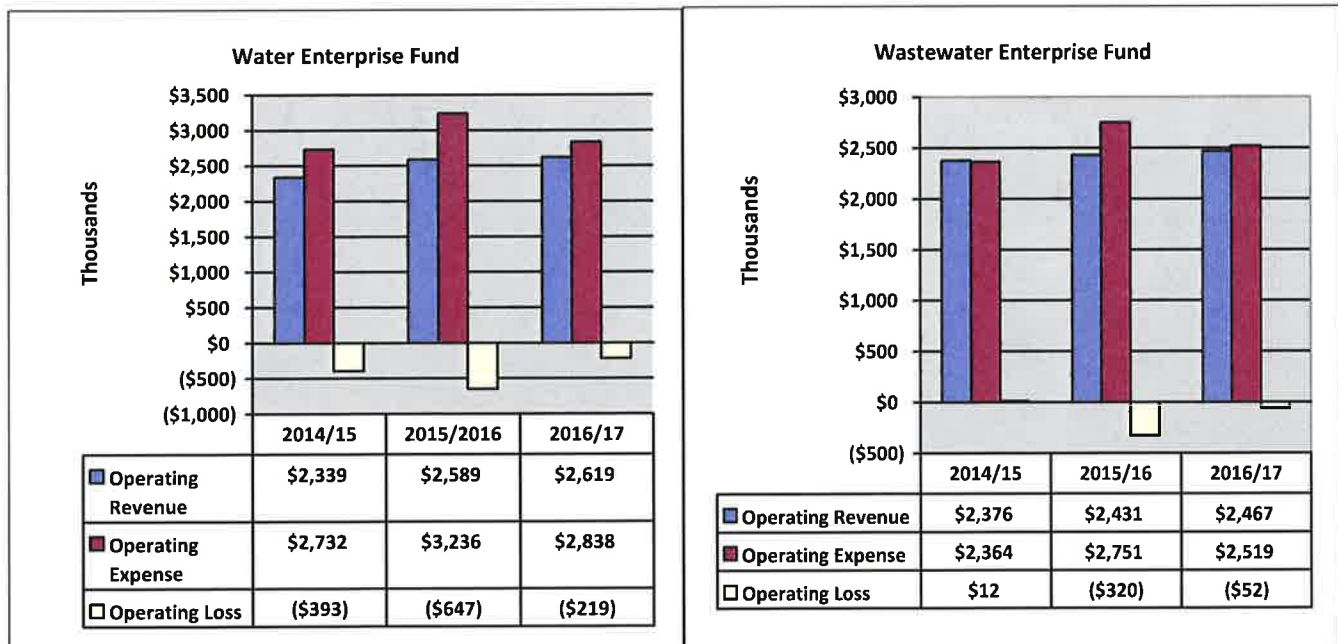 Water Enterprise Fund
Thousands
$3,500
$3,000
$2,500
$2,000
$1,500
$1,000
$500
$0
($500)
($1,000)
2014/15 2015/2016 2016/17
Operating Revenue $2,339 $2,589 $2,619
Operating Expense $2,732 $3,236 $2,838
Operating Loss ($393) ($647) ($219)
Wastewater Enterprise Fund
Thousands
$3,000
$2,500
$2,000
$1,500
$1,000
$500
$0
($500)
2014/15 2015/16 2016/17
Operating Revenue $2,376 $2,431 $2,467
Operating Expense $2,364 $2,751 $2,519
Operating Loss $12 ($320) ($52)